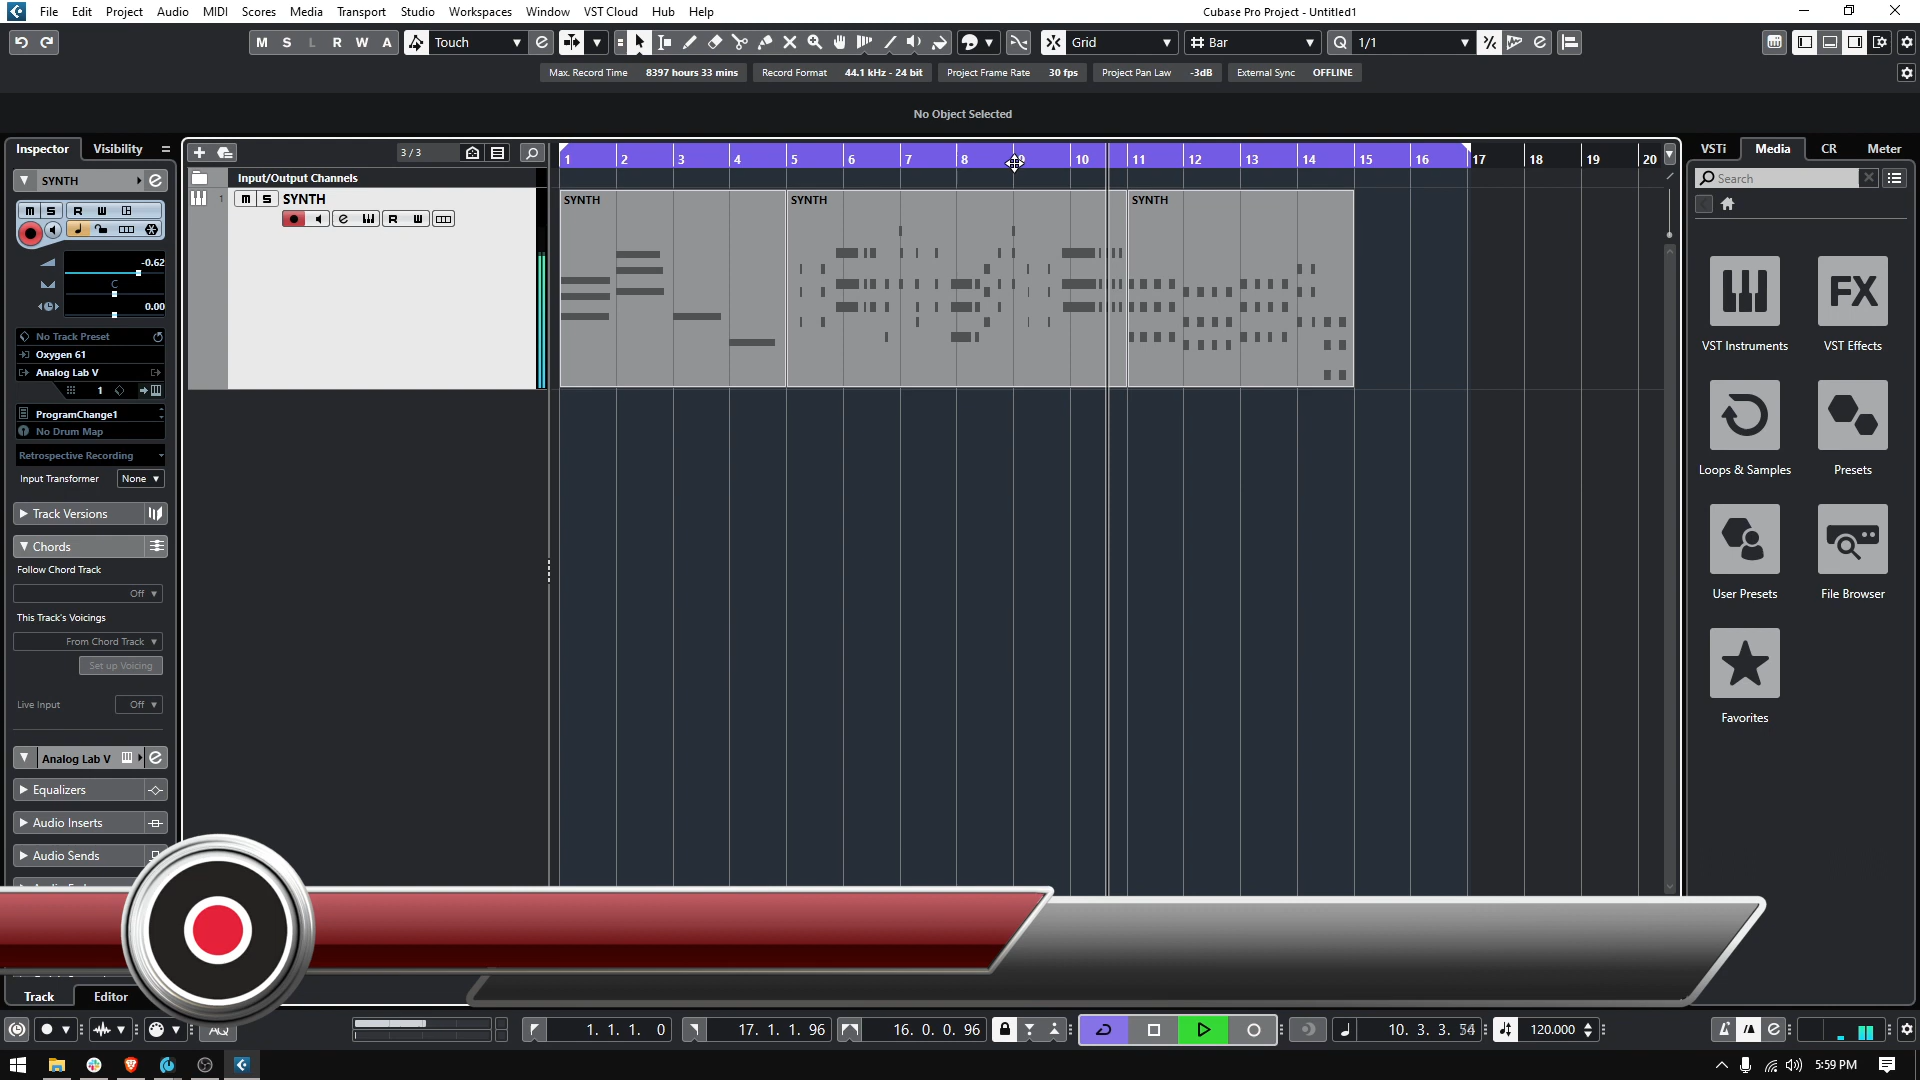 File Edit Project Audio MIDI Scores Media Transport Studio Workspaces Window VST Cloud Hub Help
Cubase Pro Project - Untitled1
M S L R W A Touch Grid Bar Q 1/1
Max. Record Time 8397 hours 33 mins Record Format 44.1 kHz - 24 bit Project Frame Rate 30 fps Project Pan Law -3dB External Sync OFFLINE
No Object Selected
Inspector Visibility
3 / 3
1 2 3 4 5 6 7 8 9 10 11 12 13 14 15 16 17 18 19 20
VSTi Media CR Meter
SYNTH
Input/Output Channels
Search
M S R W
1 M S SYNTH
R W
SYNTH SYNTH SYNTH
-0.62
C
0.00
No Track Preset
Oxygen 61
Analog Lab V
1
ProgramChange1
No Drum Map
Retrospective Recording
Input Transformer None
Track Versions
Chords
Follow Chord Track
Off
This Track's Voicings
From Chord Track
Set up Voicing
Live Input Off
Analog Lab V
Equalizers
Audio Inserts
Audio Sends
VST Instruments FX VST Effects
Loops & Samples Presets
User Presets File Browser
Favorites
Track Editor
AQ
1. 1. 1. 0
17. 1. 1. 96
16. 0. 0. 96
10. 3. 3. 54
120.000
5:59 PM